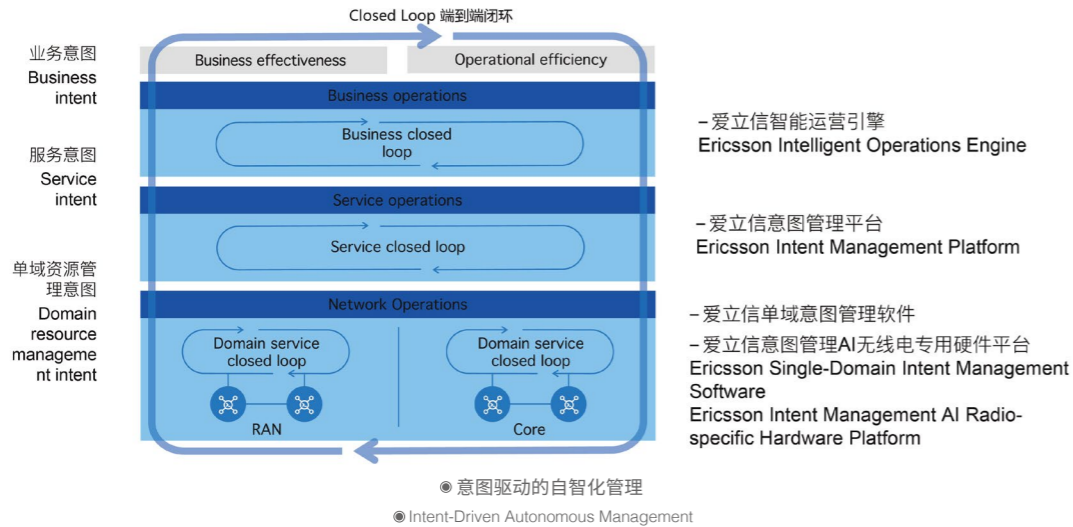 Closed Loop 端到端闭环
业务意图
Business
intent
Business effectiveness
Operational efficiency
Business operations
Business closed
loop
–爱立信智能运营引擎
Ericsson Intelligent Operations Engine
服务意图
Service
intent
Service operations
Service closed loop
–爱立信意图管理平台
Ericsson Intent Management Platform
单域资源管
理意图
Domain
resource
manageme
nt intent
Network Operations
Domain service
closed loop
RAN
Domain service
closed loop
Core
–爱立信单域意图管理软件
–爱立信意图管理AI无线电专用硬件平台
Ericsson Single-Domain Intent Management
Software
Ericsson Intent Management AI Radio-
specific Hardware Platform
◉ 意图驱动的自智化管理
◉ Intent-Driven Autonomous Management